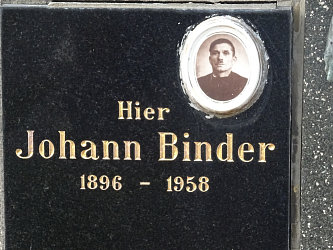 Hier
Johann Binder
1896 - 1958